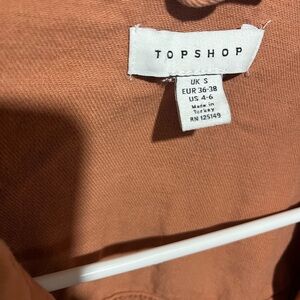 TOPSHOP
UK S
EUR 36-38
US 4-6
Made in
Turkey
RN 125149